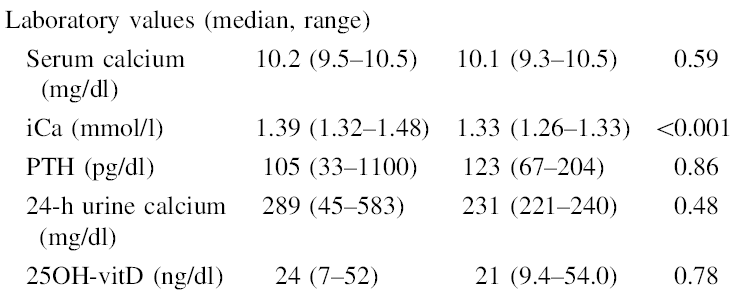 Laboratory values (median, range)
Serum calcium 10.2 (9.5–10.5) 10.1 (9.3–10.5) 0.59
(mg/dl)
iCa (mmol/l) 1.39 (1.32–1.48) 1.33 (1.26–1.33) <0.001
PTH (pg/dl) 105 (33–1100) 123 (67–204) 0.86
24-h urine calcium 289 (45–583) 231 (221–240) 0.48
(mg/dl)
25OH-vitD (ng/dl) 24 (7–52) 21 (9.4–54.0) 0.78